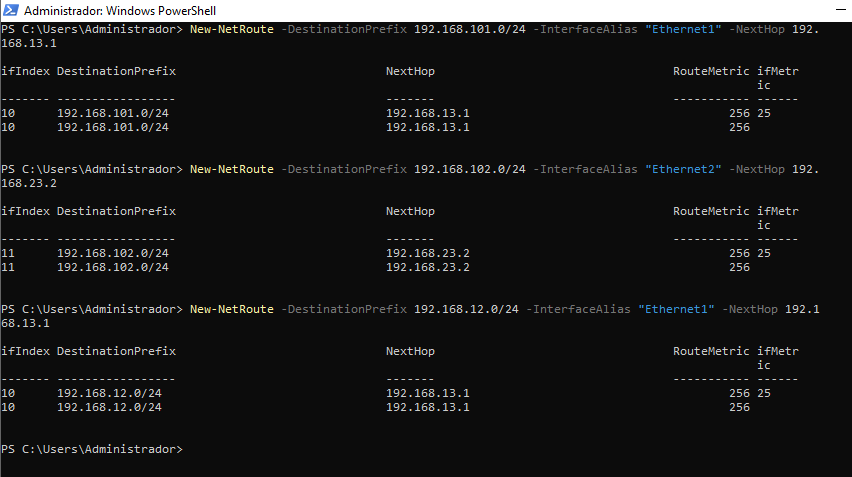 Administrador: Windows PowerShell
PS C:\Users\Administrador> New-NetRoute -DestinationPrefix 192.168.101.0/24 -InterfaceAlias "Ethernet1" -NextHop 192.
168.13.1
ifIndex DestinationPrefix                              NextHop                                  RouteMetric ifMetr
                                                                                                            ic
------- -----------------                              -------                                  ----------- ------
10      192.168.101.0/24                               192.168.13.1                                     256 25
10      192.168.101.0/24                               192.168.13.1                                     256
PS C:\Users\Administrador> New-NetRoute -DestinationPrefix 192.168.102.0/24 -InterfaceAlias "Ethernet2" -NextHop 192.
168.23.2
ifIndex DestinationPrefix                              NextHop                                  RouteMetric ifMetr
                                                                                                            ic
------- -----------------                              -------                                  ----------- ------
11      192.168.102.0/24                               192.168.23.2                                     256 25
11      192.168.102.0/24                               192.168.23.2                                     256
PS C:\Users\Administrador> New-NetRoute -DestinationPrefix 192.168.12.0/24 -InterfaceAlias "Ethernet1" -NextHop 192.1
68.13.1
ifIndex DestinationPrefix                              NextHop                                  RouteMetric ifMetr
                                                                                                            ic
------- -----------------                              -------                                  ----------- ------
10      192.168.12.0/24                                192.168.13.1                                     256 25
10      192.168.12.0/24                                192.168.13.1                                     256
PS C:\Users\Administrador>